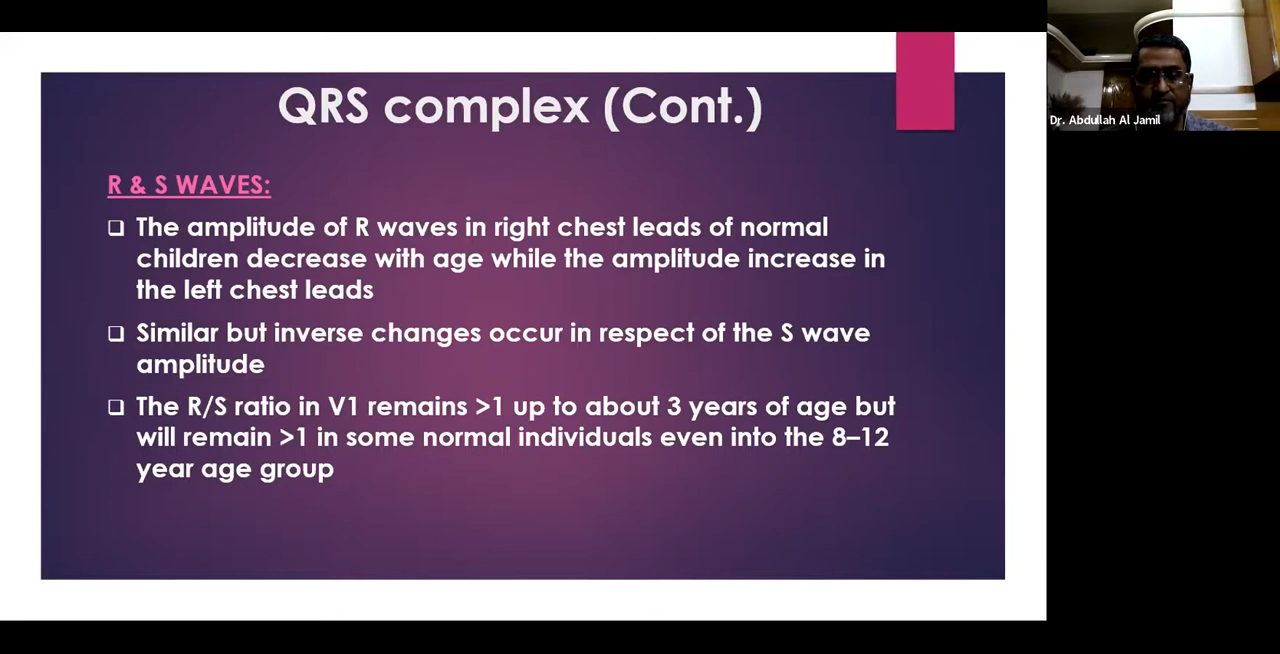 QRS complex (Cont.)
R & S WAVES:
❑ The amplitude of R waves in right chest leads of normal
children decrease with age while the amplitude increase in
the left chest leads
❑ Similar but inverse changes occur in respect of the S wave
amplitude
❑ The R/S ratio in V1 remains >1 up to about 3 years of age but
will remain >1 in some normal individuals even into the 8–12
year age group
Dr. Abdullah Al Jamil